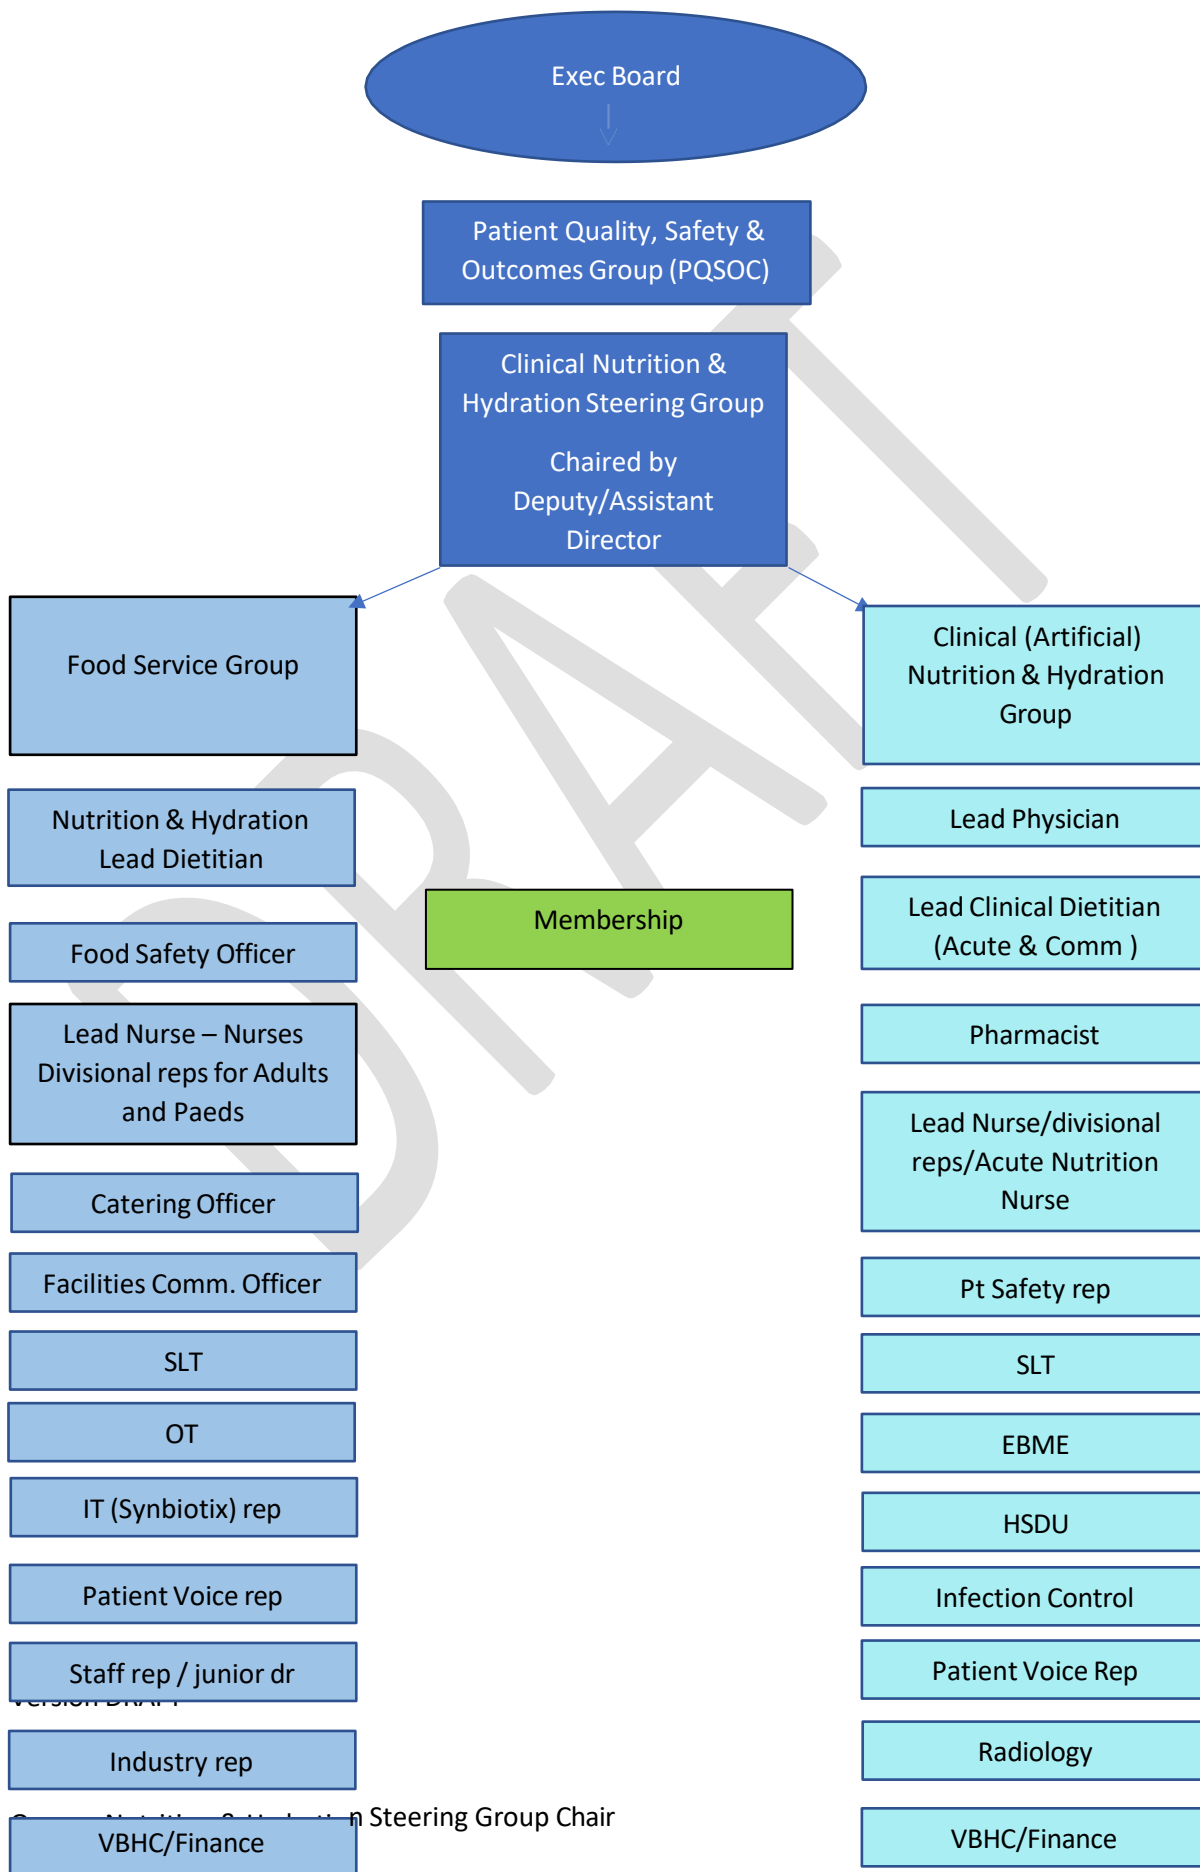 Exec Board
Patient Quality, Safety &
Outcomes Group (PQSOC)
Clinical Nutrition &
Hydration Steering Group
Chaired by
Deputy/Assistant
Director
Food Service Group
Nutrition & Hydration
Lead Dietitian
Food Safety Officer
Lead Nurse – Nurses
Divisional reps for Adults
and Paeds
Catering Officer
Facilities Comm. Officer
SLT
OT
IT (Synbiotix) rep
Patient Voice rep
Staff rep / junior dr
Version DRAFT
Industry rep
Nutrition & Hydration Steering Group Chair
VBHC/Finance
Membership
Clinical (Artificial)
Nutrition & Hydration
Group
Lead Physician
Lead Clinical Dietitian
(Acute & Comm )
Pharmacist
Lead Nurse/divisional
reps/Acute Nutrition
Nurse
Pt Safety rep
SLT
EBME
HSDU
Infection Control
Patient Voice Rep
Radiology
VBHC/Finance
DRAFT